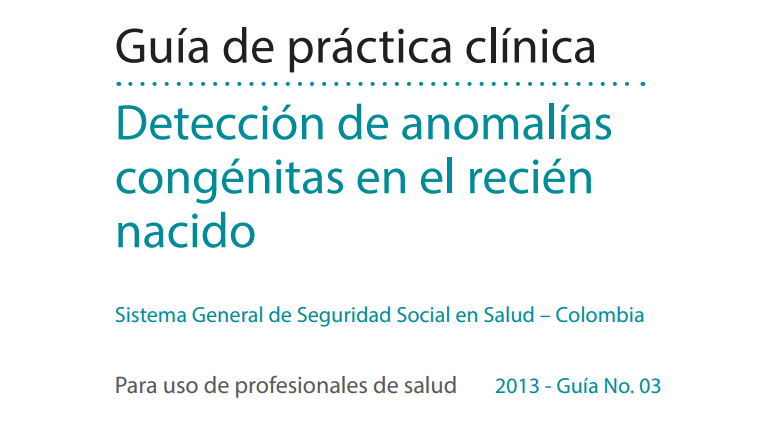 Guía de práctica clínica
Detección de anomalías
congénitas en el recién
nacido
Sistema General de Seguridad Social en Salud – Colombia
Para uso de profesionales de salud 2013 - Guía No. 03